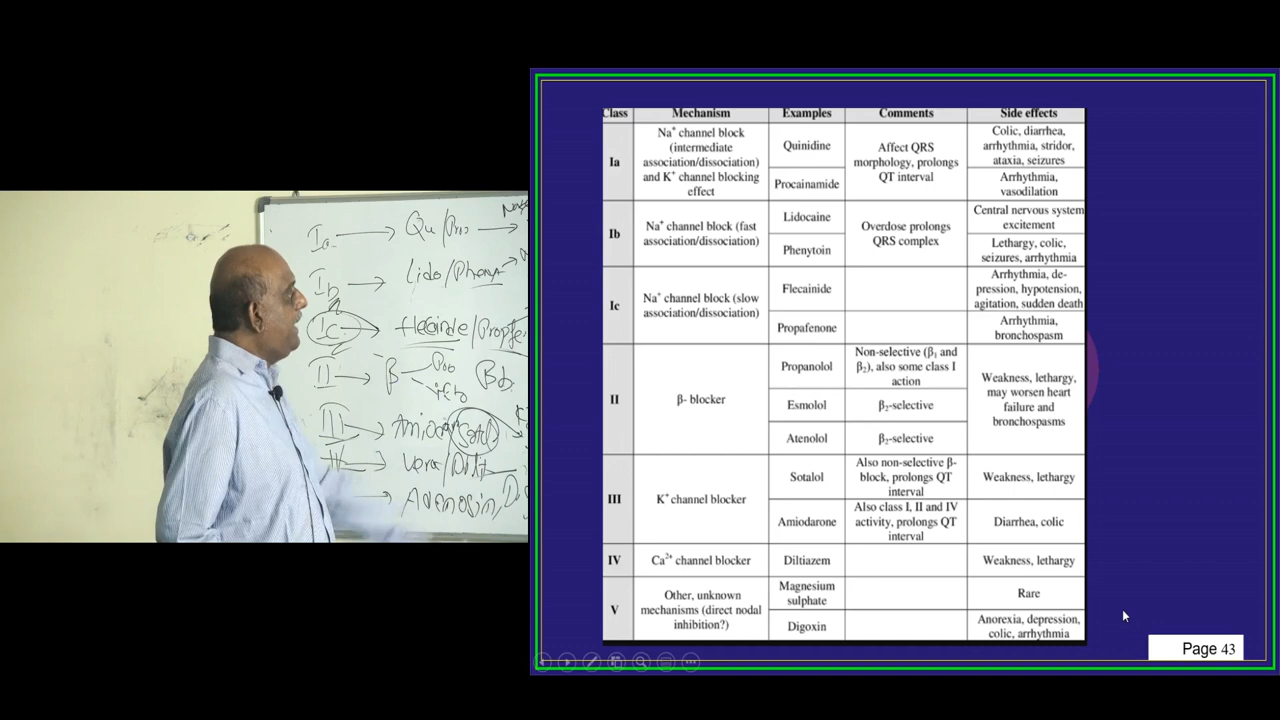 Ia → Qu/Pro →
Ib → Lido/Pheny →
Ic → flecainide/Propafe
II → β
III → Amiodar
IV → Vera/Dilt
→ Adenosin, D
Class Mechanism Examples Comments Side effects
Ia
Na⁺ channel block
(intermediate
association/dissociation)
and K⁺ channel blocking
effect
Quinidine
Procainamide
Affect QRS
morphology, prolongs
QT interval
Colic, diarrhea,
arrhythmia, stridor,
ataxia, seizures
Arrhythmia,
vasodilation
Ib
Na⁺ channel block (fast
association/dissociation)
Lidocaine
Phenytoin
Overdose prolongs
QRS complex
Central nervous system
excitement
Lethargy, colic,
seizures, arrhythmia
Ic
Na⁺ channel block (slow
association/dissociation)
Flecainide
Propafenone
Arrhythmia, de-
pression, hypotension,
agitation, sudden death
Arrhythmia,
bronchospasm
II
β- blocker
Propanolol
Non-selective (β₁ and
β₂), also some class I
action
Esmolol
β₂-selective
Atenolol
β₂-selective
Weakness, lethargy,
may worsen heart
failure and
bronchospasms
III
K⁺channel blocker
Sotalol
Also non-selective β-
block, prolongs QT
interval
Weakness, lethargy
Amiodarone
Also class I, II and IV
activity, prolongs QT
interval
Diarrhea, colic
IV
Ca²⁺ channel blocker
Diltiazem
Weakness, lethargy
V
Other, unknown
mechanisms (direct nodal
inhibition?)
Magnesium
sulphate
Rare
Digoxin
Anorexia, depression,
colic, arrhythmia
Page 43